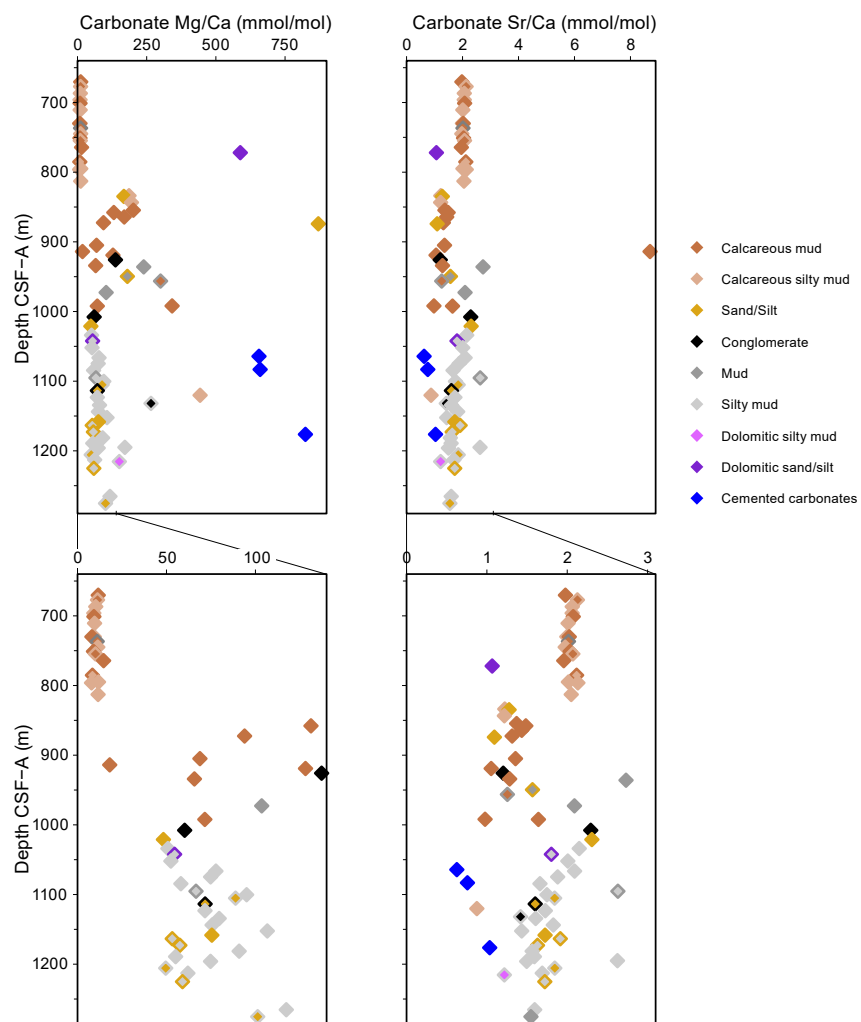 Carbonate Mg/Ca (mmol/mol)
Carbonate Sr/Ca (mmol/mol)
0 250 500 750
0 2 4 6 8
700
800
900
1000
1100
1200
Depth CSF−A (m)
Depth CSF−A (m)
Calcareous mud
Calcareous silty mud
Sand/Silt
Conglomerate
Mud
Silty mud
Dolomitic silty mud
Dolomitic sand/silt
Cemented carbonates
0 50 100
0 1 2 3
700
800
900
1000
1100
1200
Depth CSF−A (m)